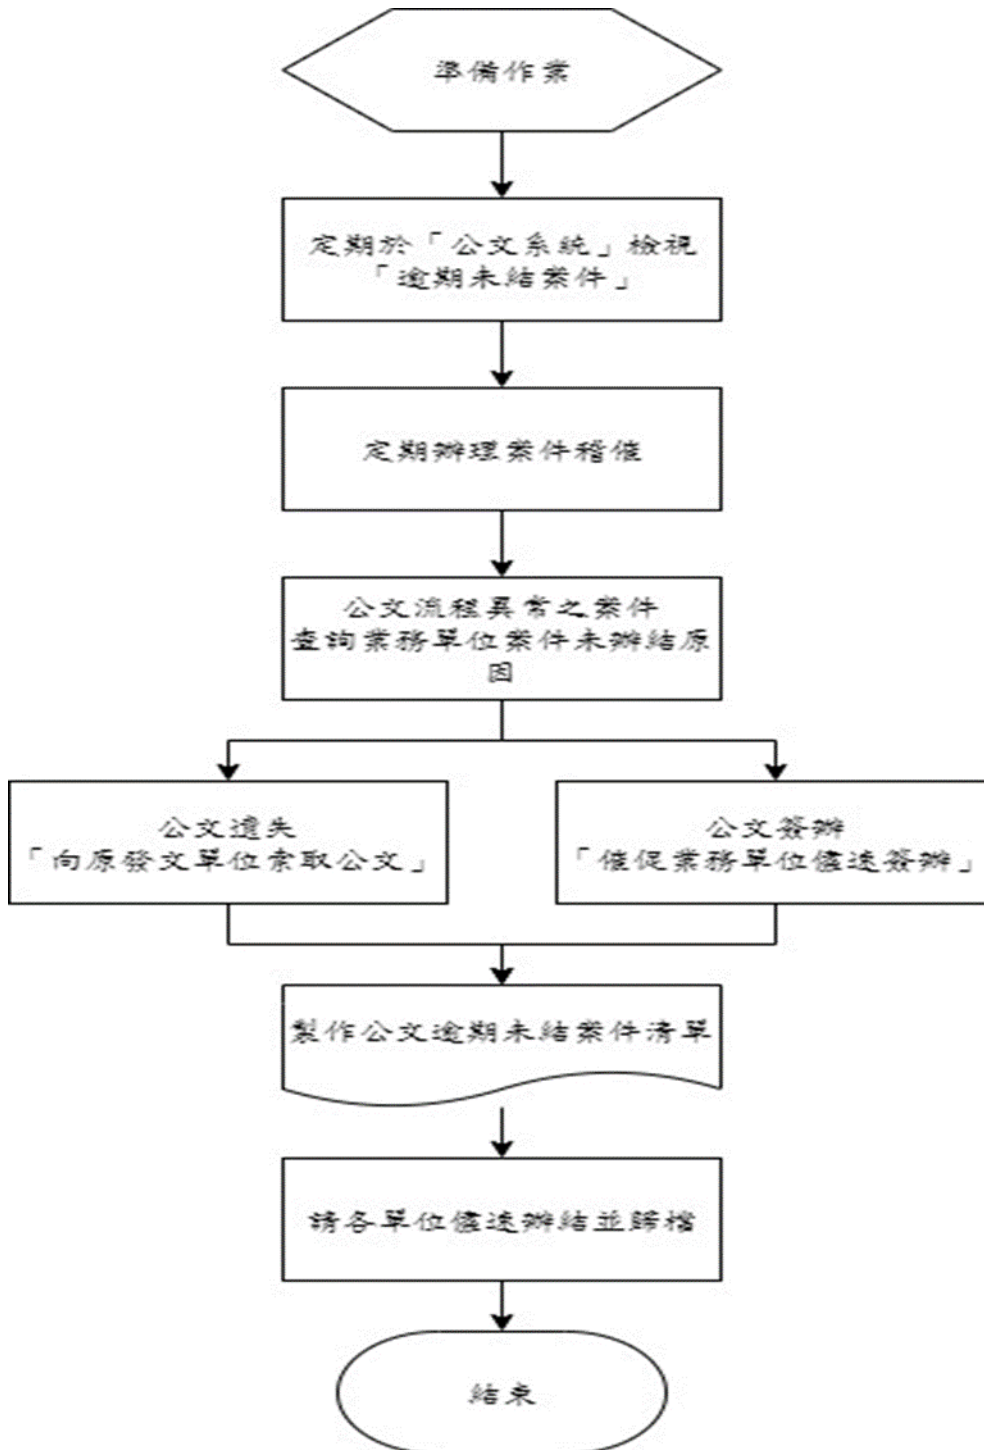 準備作業
定期於「公文系統」檢視
「逾期未結案件」
定期辦理案件稽催
公文流程異常之案件
查詢業務單位案件未辦結原
因
公文遺失
「向原發文單位索取公文」
公文簽辦
「催促業務單位儘速簽辦」
製作公文逾期未結案件清單
請各單位儘速辦結並歸檔
結束